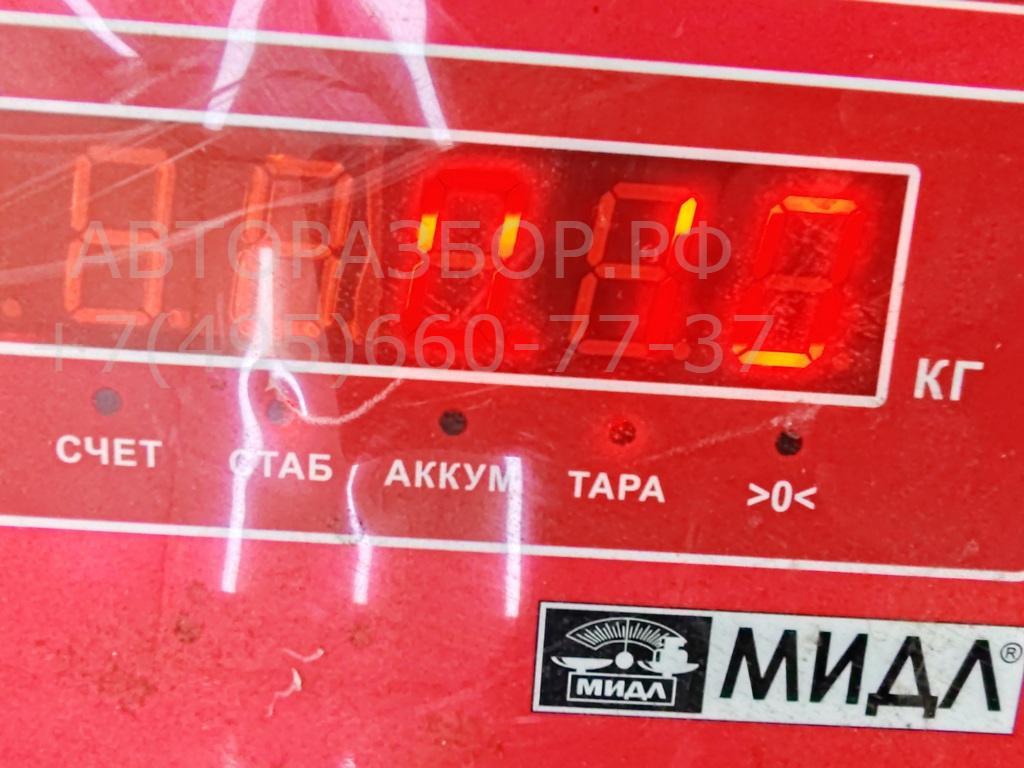 АВТОРАЗБОР.РФ
+7(495)660-77-37
КГ
СЧЕТ СТАБ АККУМ ТАРА >0<
МИДЛ МИДЛ®